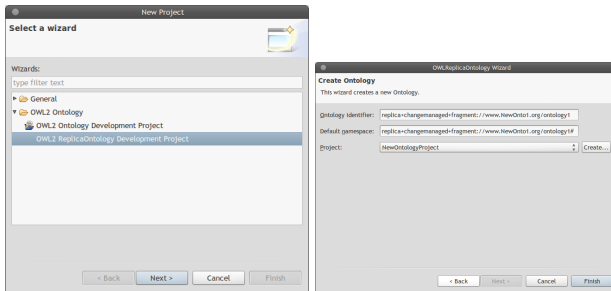 New Project
Select a wizard
Wizards:
type filter text
General
OWL2 Ontology
OWL2 Ontology Development Project
OWL2 ReplicaOntology Development Project
< Back Next > Cancel Finish
OWLReplicaOntology Wizard
Create Ontology
This wizard creates a new Ontology.
Ontology Identifier: replica+changemanaged+fragment://www.NewOnto1.org/ontology1
Default namespace: replica+changemanaged+fragment://www.NewOnto1.org/ontology1#
Project: NewOntologyProject Create...
< Back Next > Cancel Finish